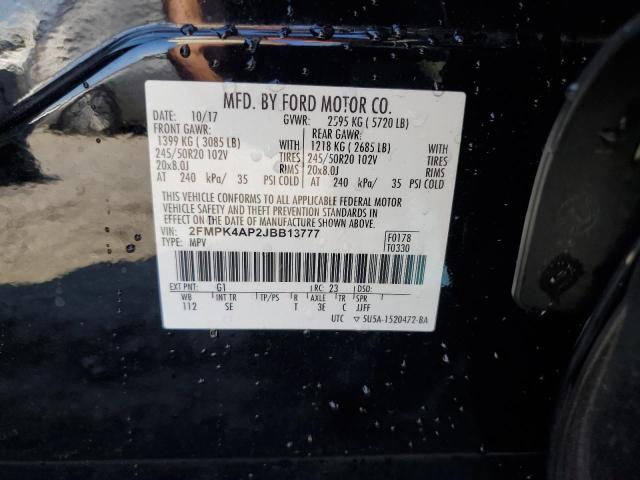 MFD. BY FORD MOTOR CO.
DATE: 10/17 GVWR: 2595 KG ( 5720 LB)
FRONT GAWR: REAR GAWR:
1399 KG ( 3085 LB) WITH 1218 KG ( 2685 LB) WITH
245/50R20 102V TIRES 245/50R20 102V TIRES
20x8.0J RIMS 20x8.0J RIMS
AT 240 kPa/ 35 PSI COLD AT 240 kPa/ 35 PSI COLD
THIS VEHICLE CONFORMS TO ALL APPLICABLE FEDERAL MOTOR
VEHICLE SAFETY AND THEFT PREVENTION STANDARDS IN
EFFECT ON THE DATE OF MANUFACTURE SHOWN ABOVE.
VIN: 2FMPK4AP2JBB13777 F0178
TYPE: MPV T0330
EXT PNT: G1 RC: 23 DSO:
WB INT TR TP/PS R AXLE TR SPR
112 SE T 3E C JJFF
UTC ▽ 5U5A-1520472-BA